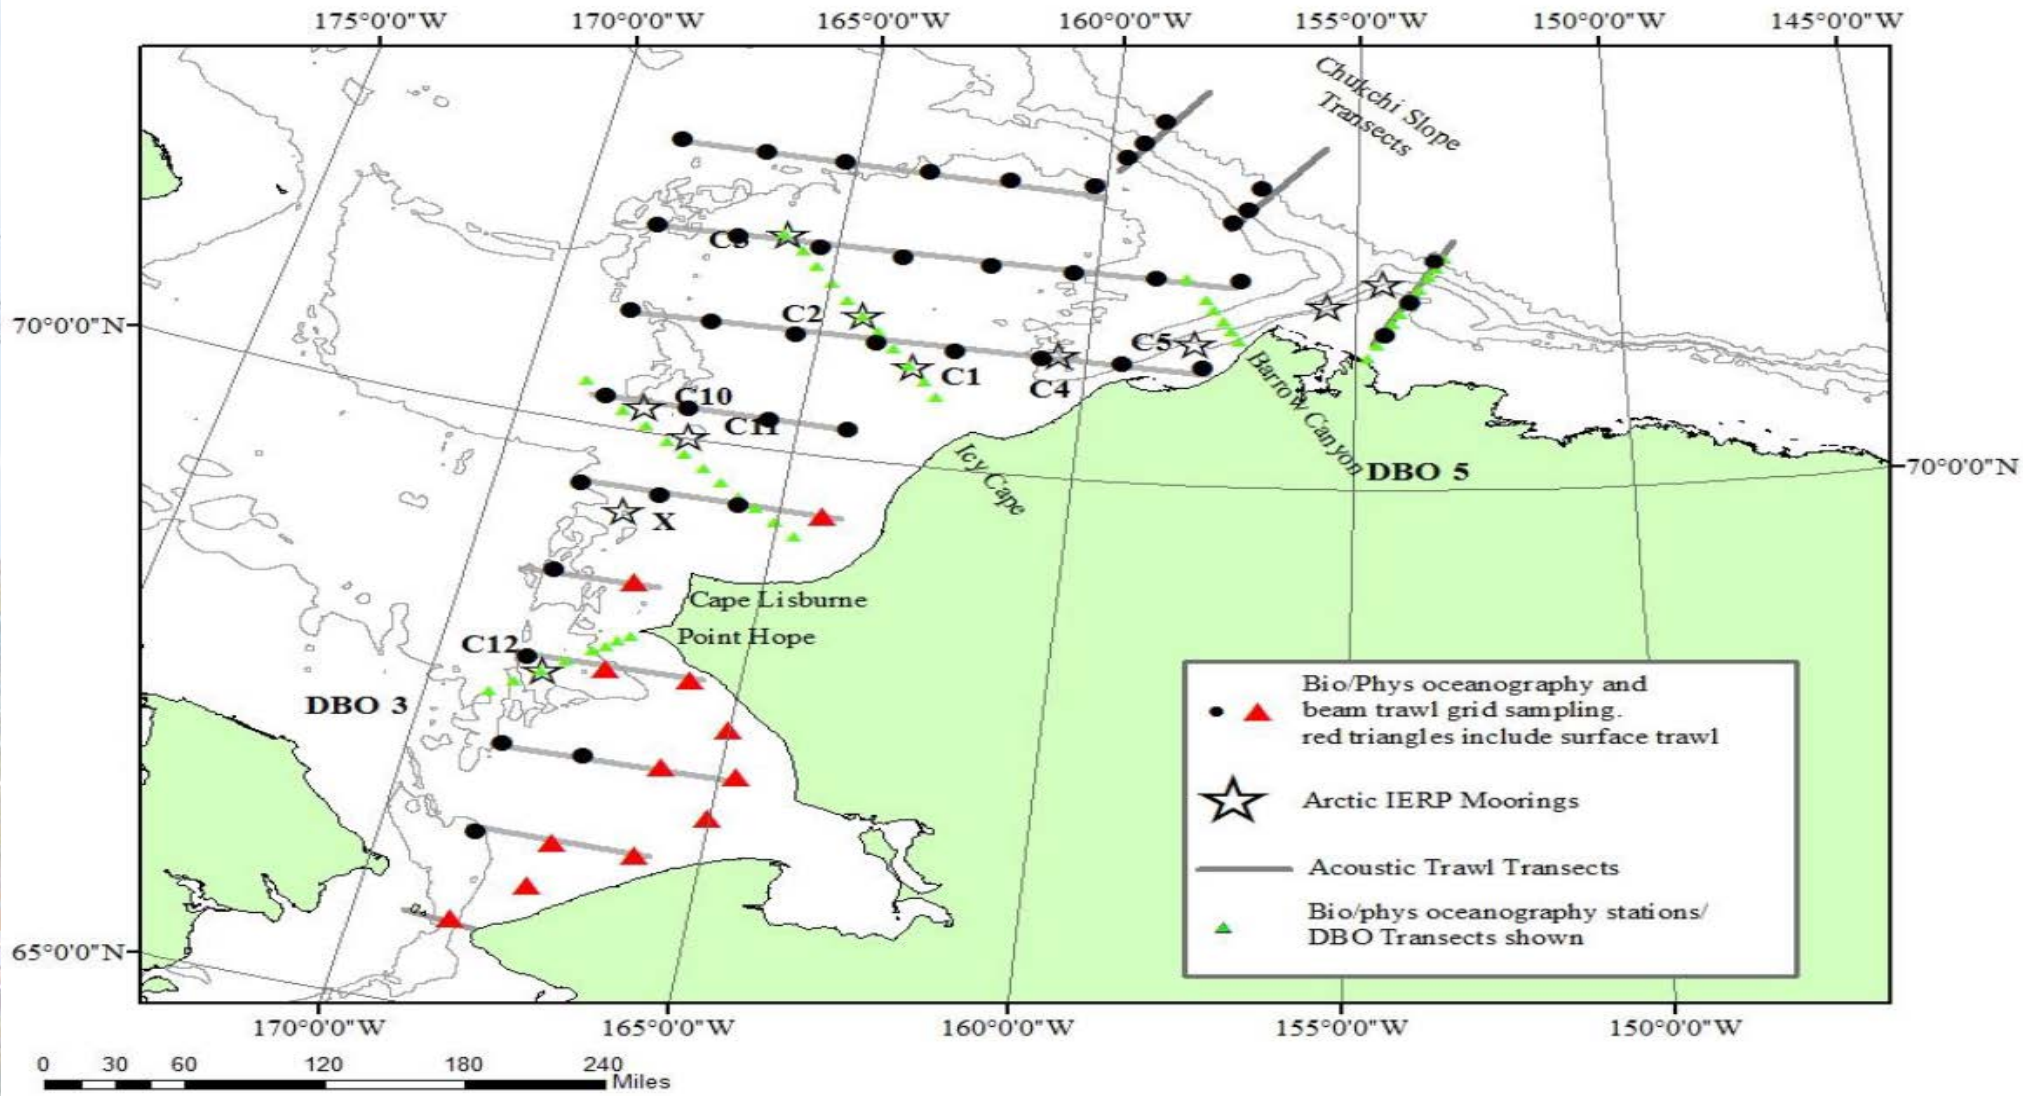 175°0'0"W
170°0'0"W
165°0'0"W
160°0'0"W
155°0'0"W
150°0'0"W
145°0'0"W
Chukchi Slope
Transects
C3
70°0'0"N
C2
C5
C1
C4
C10
C11
Barrow Canyon
Icy Cape
DBO 5
70°0'0"N
X
Cape Lisburne
Point Hope
C12
DBO 3
Bio/Phys oceanography and
beam trawl grid sampling.
red triangles include surface trawl
Arctic IERP Moorings
Acoustic Trawl Transects
Bio/phys oceanography stations/
DBO Transects shown
65°0'0"N
170°0'0"W
165°0'0"W
160°0'0"W
155°0'0"W
150°0'0"W
0 30 60 120 180 240
Miles